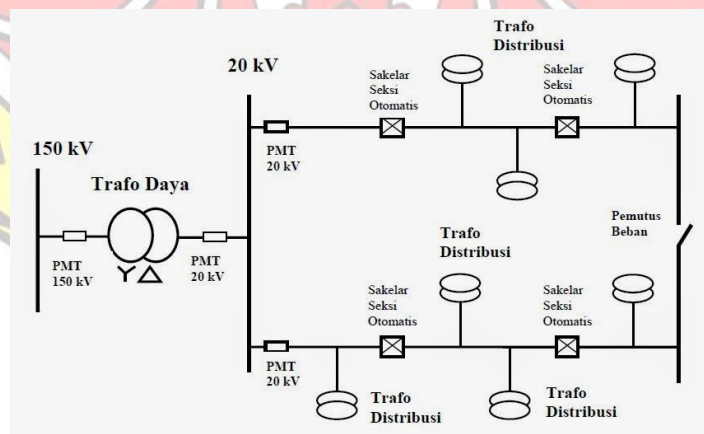 Trafo
Distribusi
20 kV
Sakelar
Seksi
Otomatis
Sakelar
Seksi
Otomatis
PMT
20 kV
150 kV
Trafo Daya
PMT
150 kV
PMT
20 kV
Pemutus
Beban
Trafo
Distribusi
Sakelar
Seksi
Otomatis
Sakelar
Seksi
Otomatis
PMT
20 kV
Trafo
Distribusi
Trafo
Distribusi